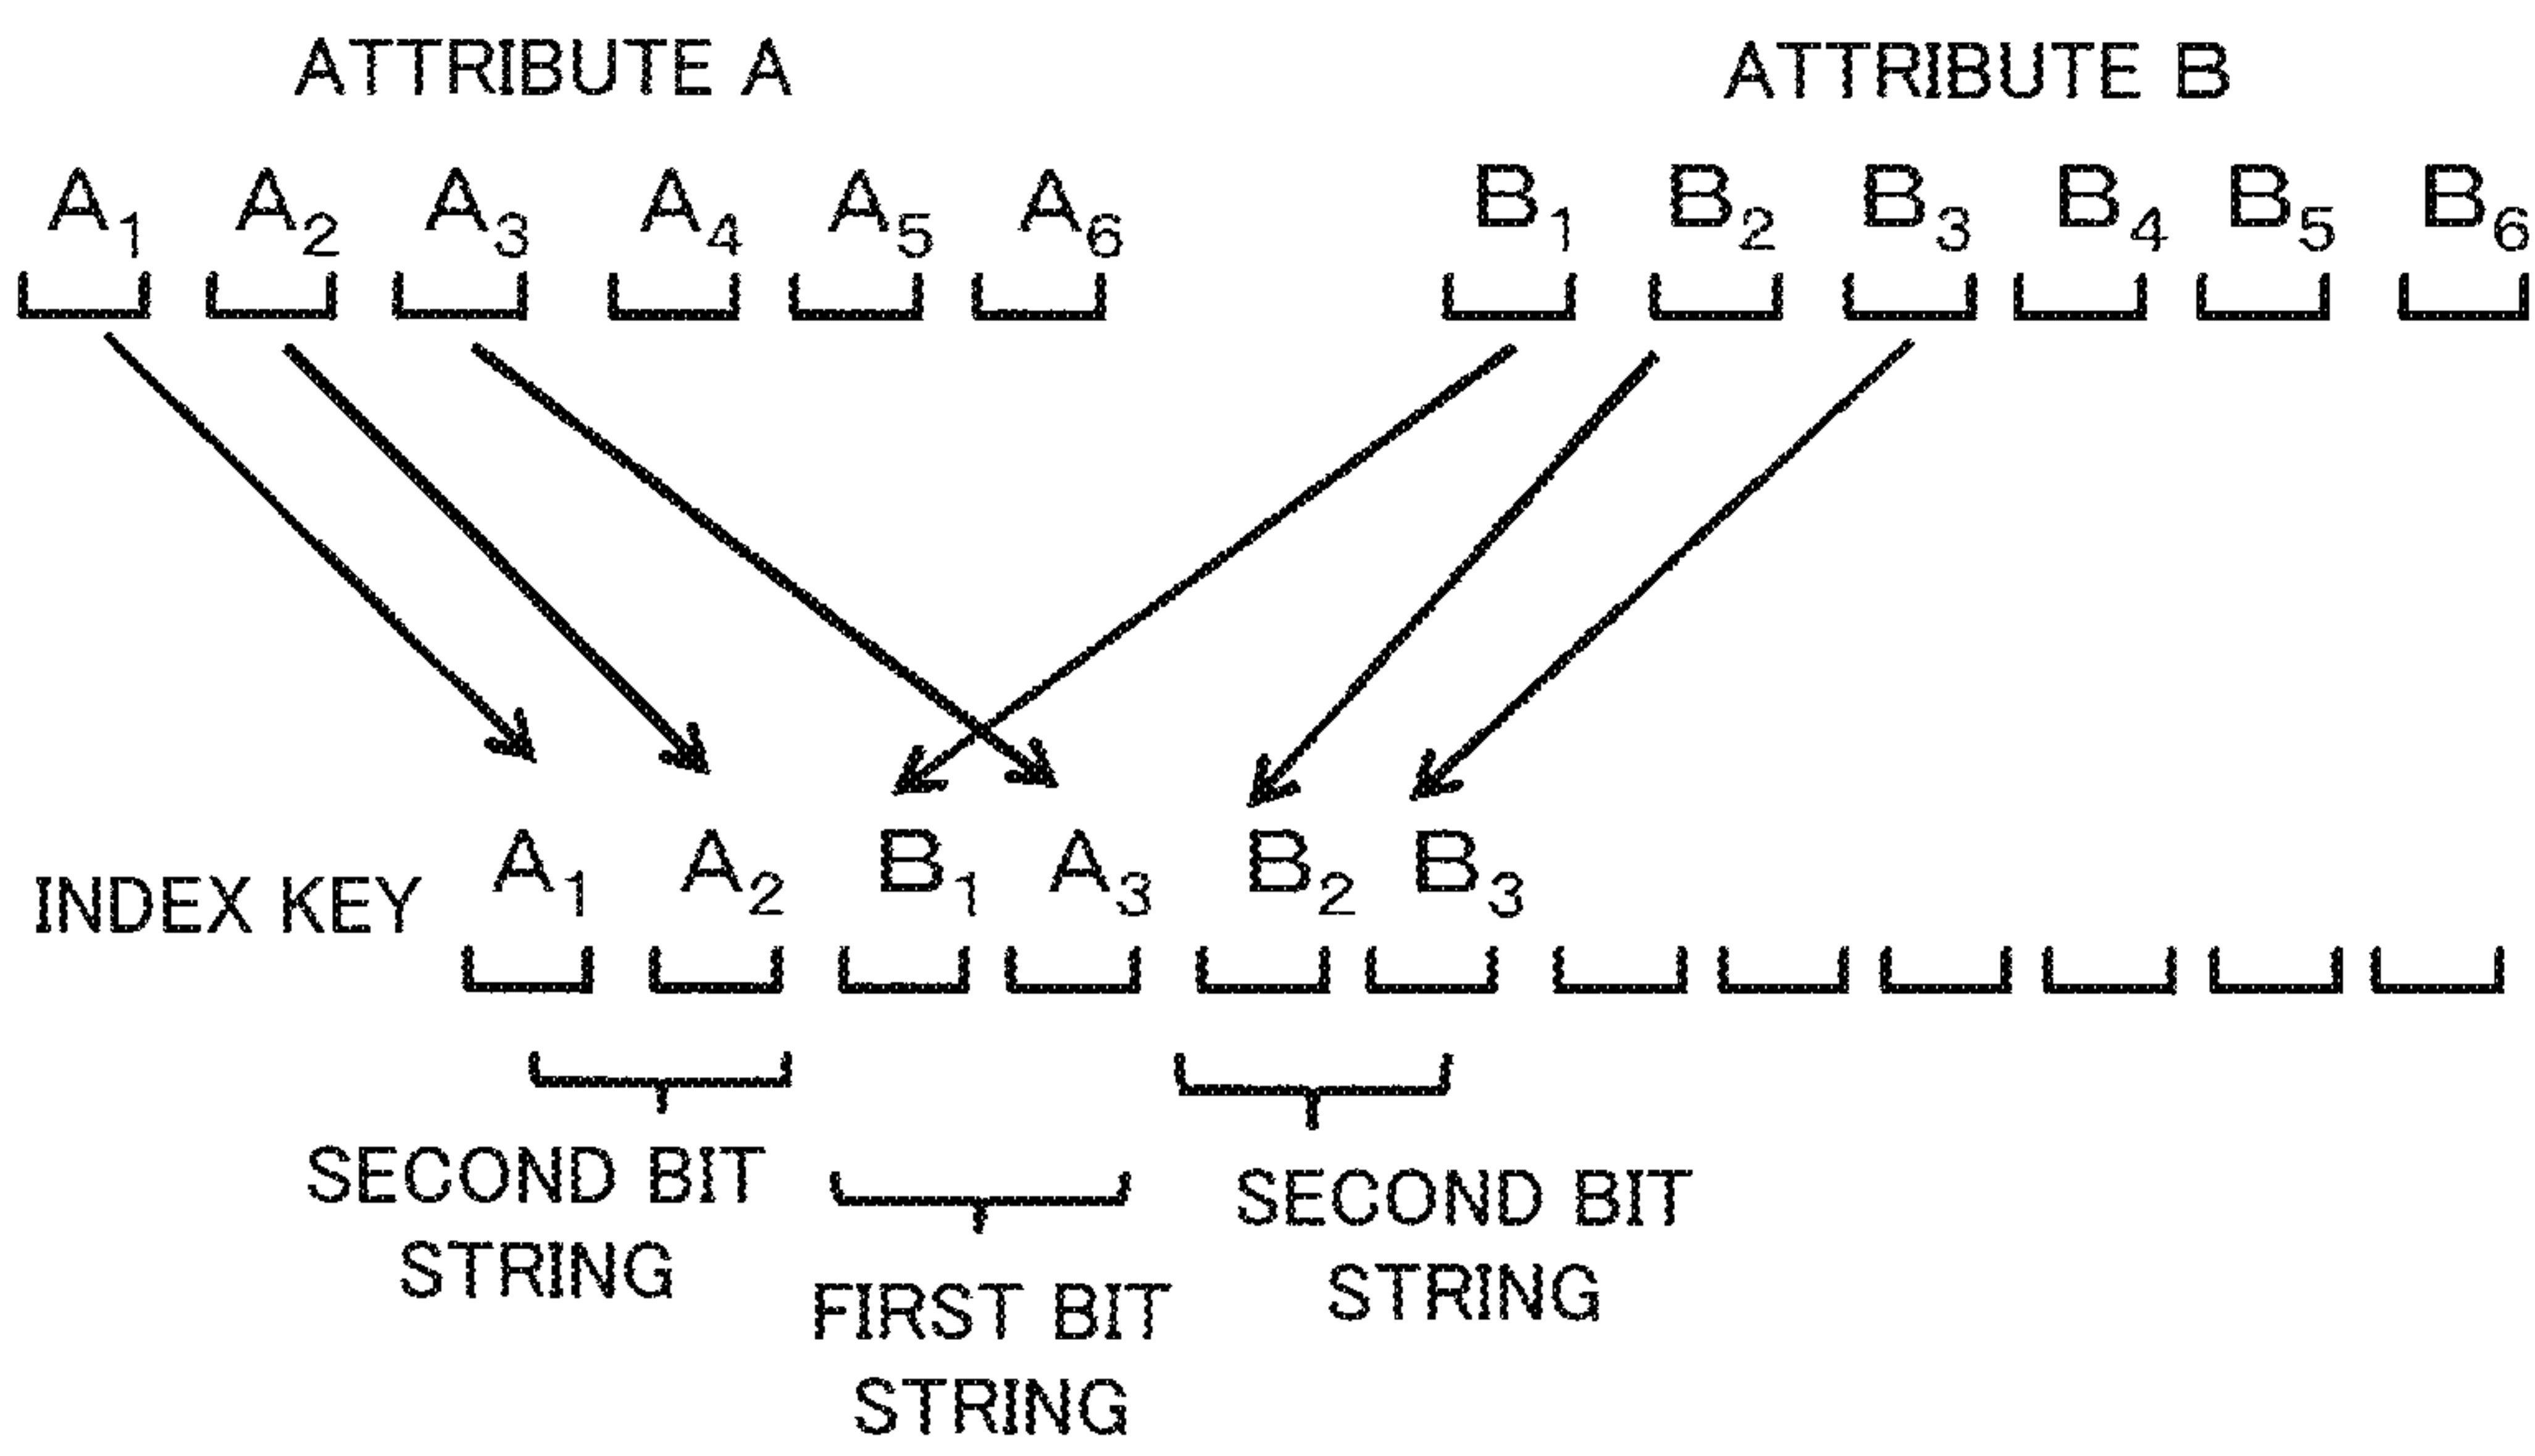 ATTRIBUTE A ATTRIBUTE B
A1 A2 A3 A4 A5 A6 B1 B2 B3 B4 B5 B6
INDEX KEY A1 A2 B1 A3 B2 B3
SECOND BIT
STRING
FIRST BIT
STRING
SECOND BIT
STRING